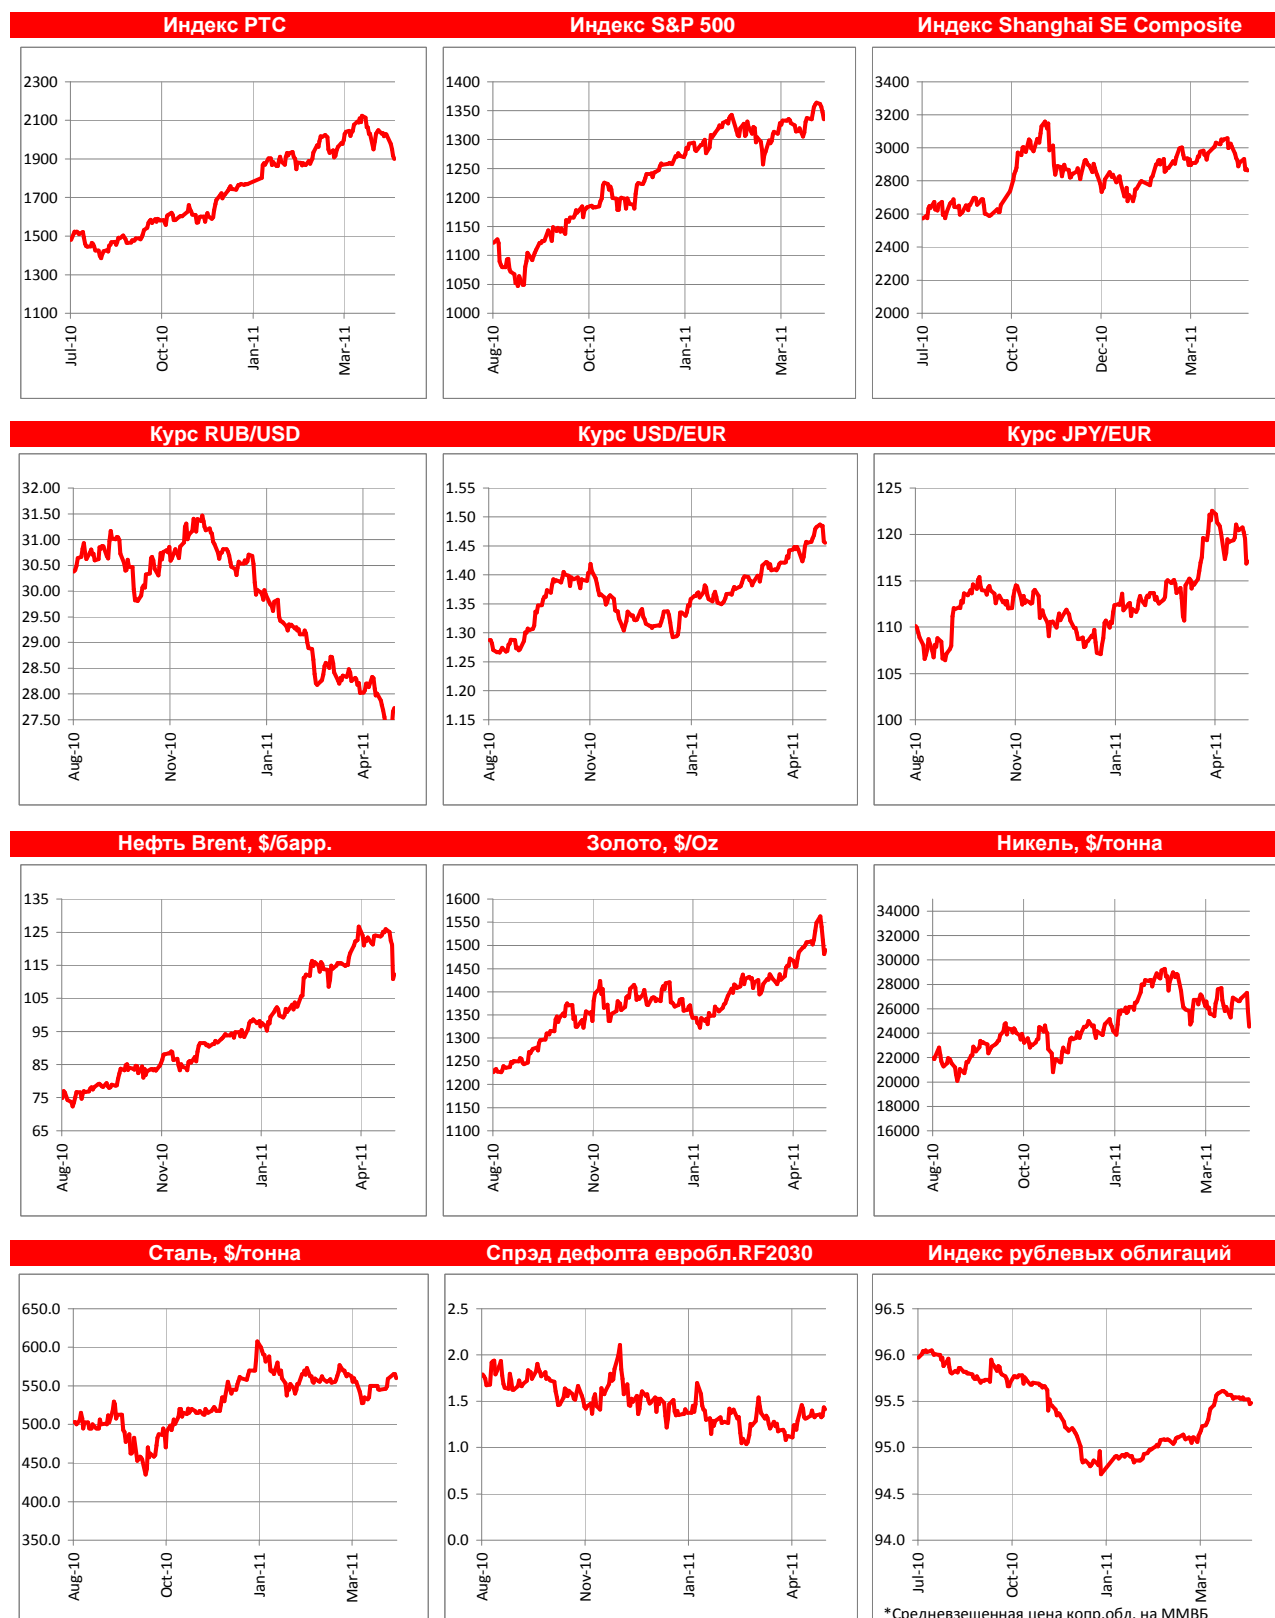 Индекс РТС
2300
2100
1900
1700
1500
1300
1100
Jul-10
Oct-10
Jan-11
Mar-11
Индекс S&P 500
1400
1350
1300
1250
1200
1150
1100
1050
1000
Aug-10
Oct-10
Jan-11
Mar-11
Индекс Shanghai SE Composite
3400
3200
3000
2800
2600
2400
2200
2000
Jul-10
Oct-10
Dec-10
Mar-11
Курс RUB/USD
32.00
31.50
31.00
30.50
30.00
29.50
29.00
28.50
28.00
27.50
Aug-10
Nov-10
Jan-11
Apr-11
Курс USD/EUR
1.55
1.50
1.45
1.40
1.35
1.30
1.25
1.20
1.15
Aug-10
Nov-10
Jan-11
Apr-11
Курс JPY/EUR
125
120
115
110
105
100
Aug-10
Nov-10
Jan-11
Apr-11
Нефть Brent, $/барр.
135
125
115
105
95
85
75
65
Aug-10
Nov-10
Jan-11
Apr-11
Золото, $/Oz
1600
1550
1500
1450
1400
1350
1300
1250
1200
1150
1100
Aug-10
Nov-10
Jan-11
Apr-11
Никель, $/тонна
34000
32000
30000
28000
26000
24000
22000
20000
18000
16000
Aug-10
Oct-10
Jan-11
Mar-11
Сталь, $/тонна
650.0
600.0
550.0
500.0
450.0
400.0
350.0
Aug-10
Oct-10
Jan-11
Mar-11
Спрэд дефолта евробл.RF2030
2.5
2.0
1.5
1.0
0.5
0.0
Aug-10
Nov-10
Jan-11
Apr-11
Индекс рублевых облигаций
96.5
96.0
95.5
95.0
94.5
94.0
Jul-10
Oct-10
Jan-11
Mar-11
*Средневзешенная цена копр.обл. на ММВБ